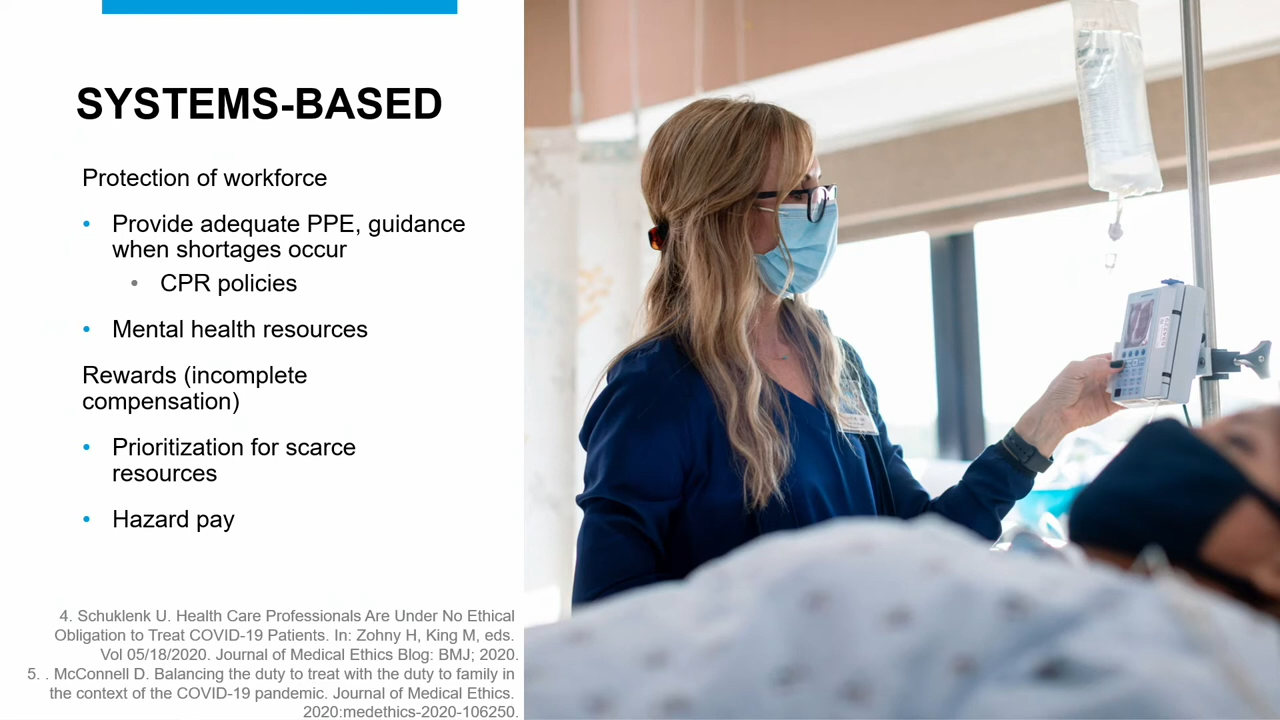 SYSTEMS-BASED
Protection of workforce
• Provide adequate PPE, guidance
when shortages occur
• CPR policies
• Mental health resources
Rewards (incomplete
compensation)
• Prioritization for scarce
resources
• Hazard pay
4. Schuklenk U. Health Care Professionals Are Under No Ethical
Obligation to Treat COVID-19 Patients. In: Zohny H, King M, eds.
Vol 05/18/2020. Journal of Medical Ethics Blog: BMJ; 2020.
5. . McConnell D. Balancing the duty to treat with the duty to family in
the context of the COVID-19 pandemic. Journal of Medical Ethics.
2020:medethics-2020-106250.